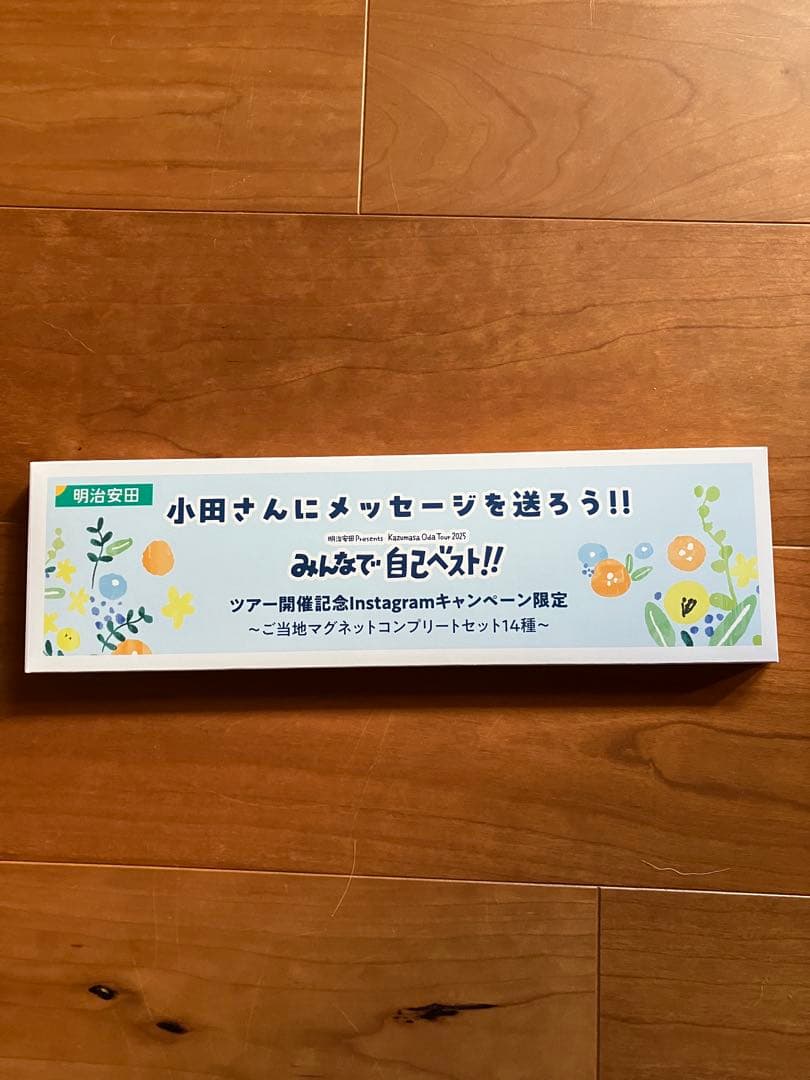 明治安田
小田さんにメッセージを送ろう!!
明治安田 Presents Kazumasa Oda Tour 2025
みんなで 自己ベスト!!
ツアー開催記念Instagramキャンペーン限定
～ご当地マグネットコンプリートセット14種～